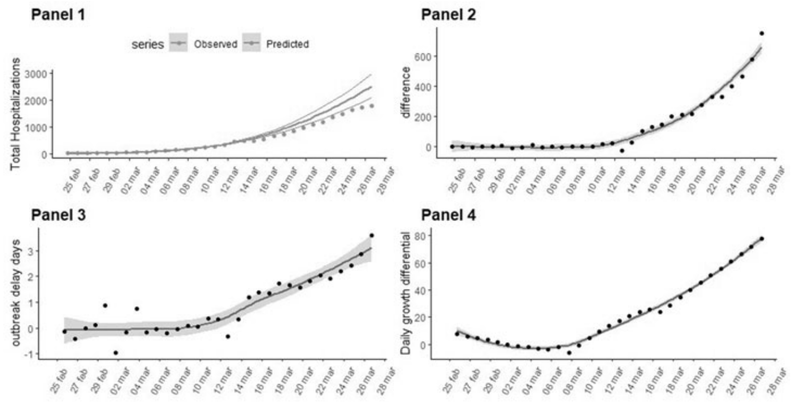 Panel 1
series Observed Predicted
Total Hospitalizations
3000
2000
1000
0
25 feb 27 feb 29 feb 02 mar 04 mar 06 mar 08 mar 10 mar 12 mar 14 mar 16 mar 18 mar 20 mar 22 mar 24 mar 26 mar 28 mar
Panel 2
difference
600
400
200
0
25 feb 27 feb 29 feb 02 mar 04 mar 06 mar 08 mar 10 mar 12 mar 14 mar 16 mar 18 mar 20 mar 22 mar 24 mar 26 mar 28 mar
Panel 3
outbreak delay days
3
2
1
0
-1
25 feb 27 feb 29 feb 02 mar 04 mar 06 mar 08 mar 10 mar 12 mar 14 mar 16 mar 18 mar 20 mar 22 mar 24 mar 26 mar 28 mar
Panel 4
Daily growth differential
80
60
40
20
0
25 feb 27 feb 29 feb 02 mar 04 mar 06 mar 08 mar 10 mar 12 mar 14 mar 16 mar 18 mar 20 mar 22 mar 24 mar 26 mar 28 mar